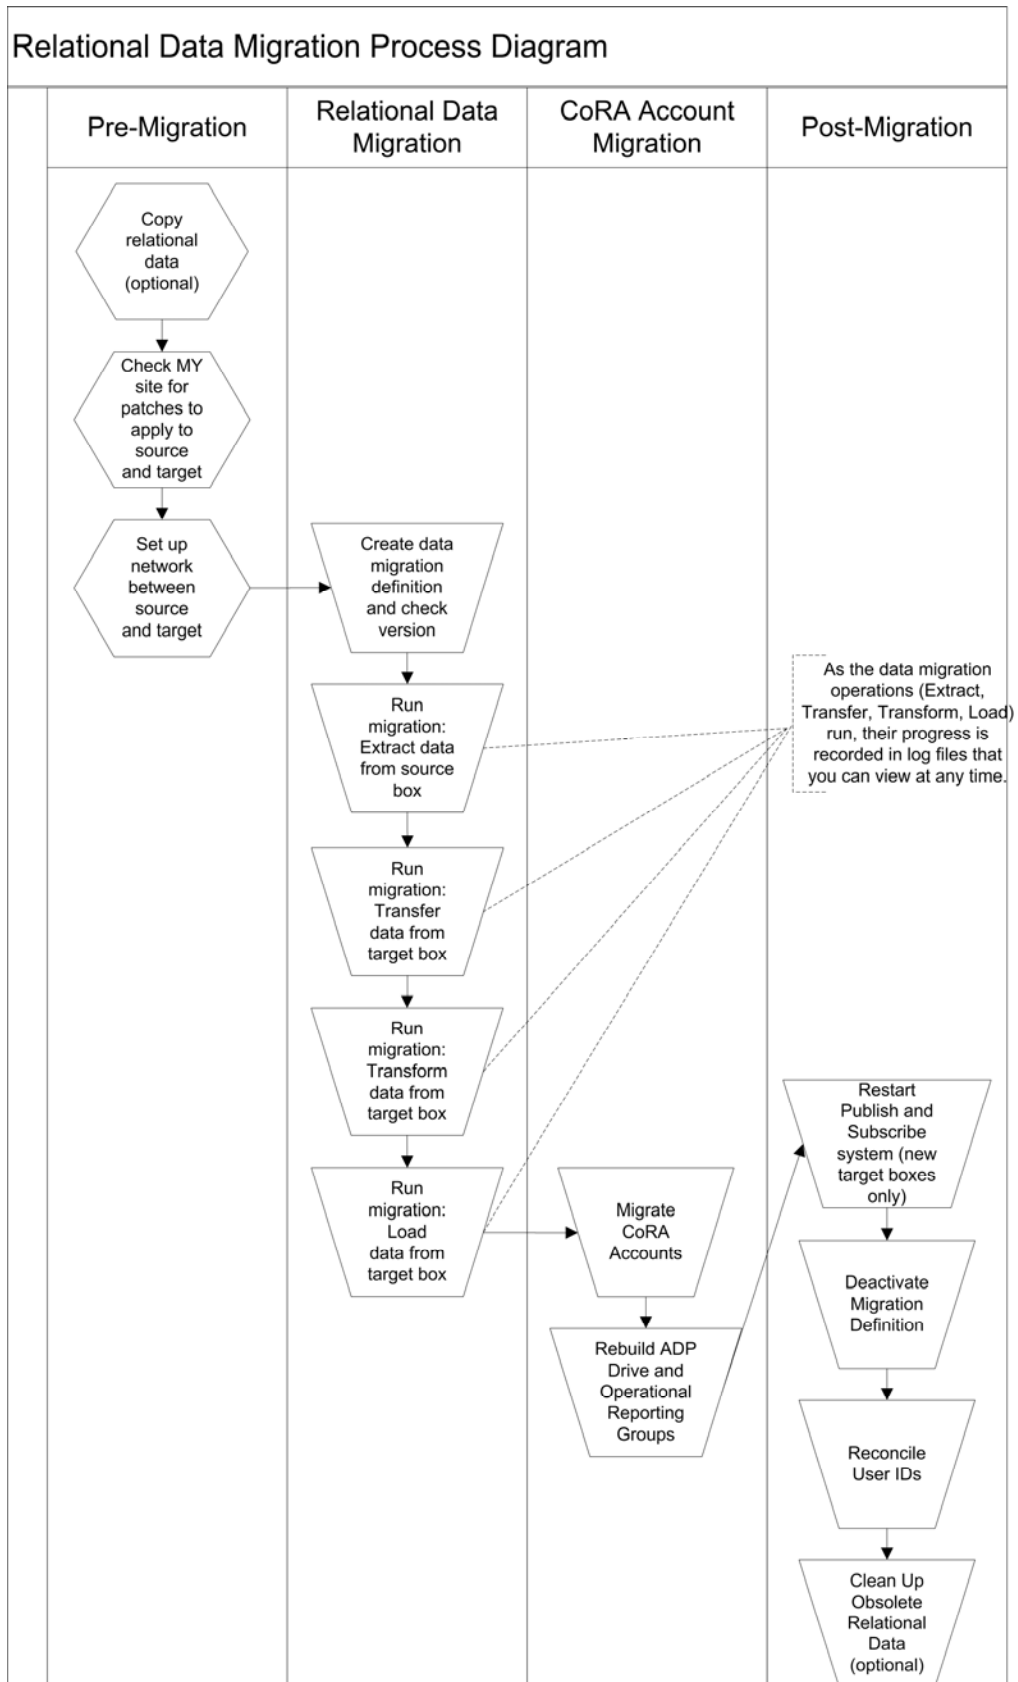 Relational Data Migration Process Diagram
Pre-Migration
Relational Data
Migration
CoRA Account
Migration
Post-Migration
Copy
relational
data
(optional)
Check MY
site for
patches to
apply to
source
and target
Set up
network
between
source
and target
Create data
migration
definition
and check
version
Run
migration:
Extract data
from source
box
Run
migration:
Transfer
data from
target box
Run
migration:
Transform
data from
target box
Run
migration:
Load
data from
target box
Migrate
CoRA
Accounts
Rebuild ADP
Drive and
Operational
Reporting
Groups
As the data migration
operations (Extract,
Transfer, Transform, Load)
run, their progress is
recorded in log files that
you can view at any time.
Restart
Publish and
Subscribe
system (new
target boxes
only)
Deactivate
Migration
Definition
Reconcile
User IDs
Clean Up
Obsolete
Relational
Data
(optional)